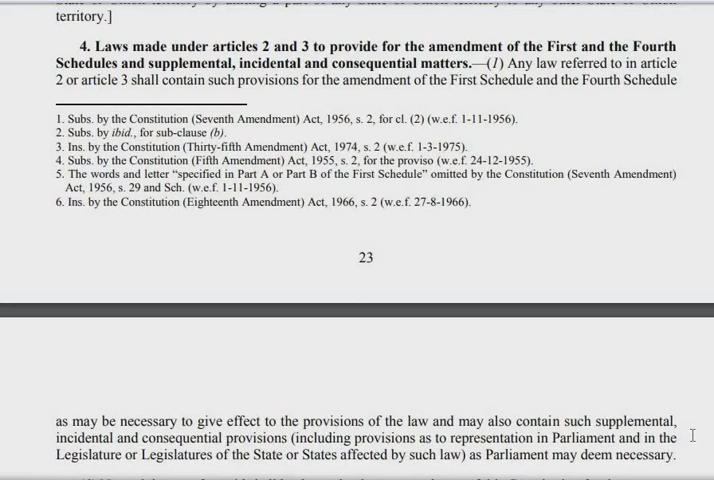 territory.]
4. Laws made under articles 2 and 3 to provide for the amendment of the First and the Fourth
Schedules and supplemental, incidental and consequential matters.—(1) Any law referred to in article
2 or article 3 shall contain such provisions for the amendment of the First Schedule and the Fourth Schedule
1. Subs. by the Constitution (Seventh Amendment) Act, 1956, s. 2, for cl. (2) (w.e.f. 1-11-1956).
2. Subs. by ibid., for sub-clause (b).
3. Ins. by the Constitution (Thirty-fifth Amendment) Act, 1974, s. 2 (w.e.f. 1-3-1975).
4. Subs. by the Constitution (Fifth Amendment) Act, 1955, s. 2, for the proviso (w.e.f. 24-12-1955).
5. The words and letter “specified in Part A or Part B of the First Schedule” omitted by the Constitution (Seventh Amendment)
Act, 1956, s. 29 and Sch. (w.e.f. 1-11-1956).
6. Ins. by the Constitution (Eighteenth Amendment) Act, 1966, s. 2 (w.e.f. 27-8-1966).
23
as may be necessary to give effect to the provisions of the law and may also contain such supplemental,
incidental and consequential provisions (including provisions as to representation in Parliament and in the
Legislature or Legislatures of the State or States affected by such law) as Parliament may deem necessary.